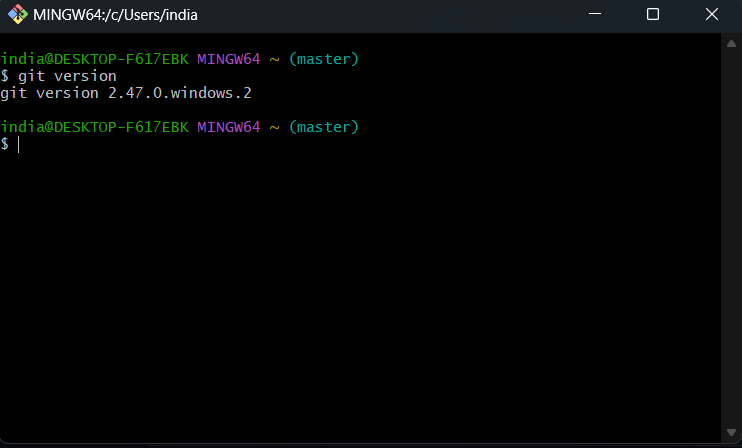 MINGW64:/c/Users/india
india@DESKTOP-F617EBK MINGW64 ~ (master)
$ git version
git version 2.47.0.windows.2
india@DESKTOP-F617EBK MINGW64 ~ (master)
$